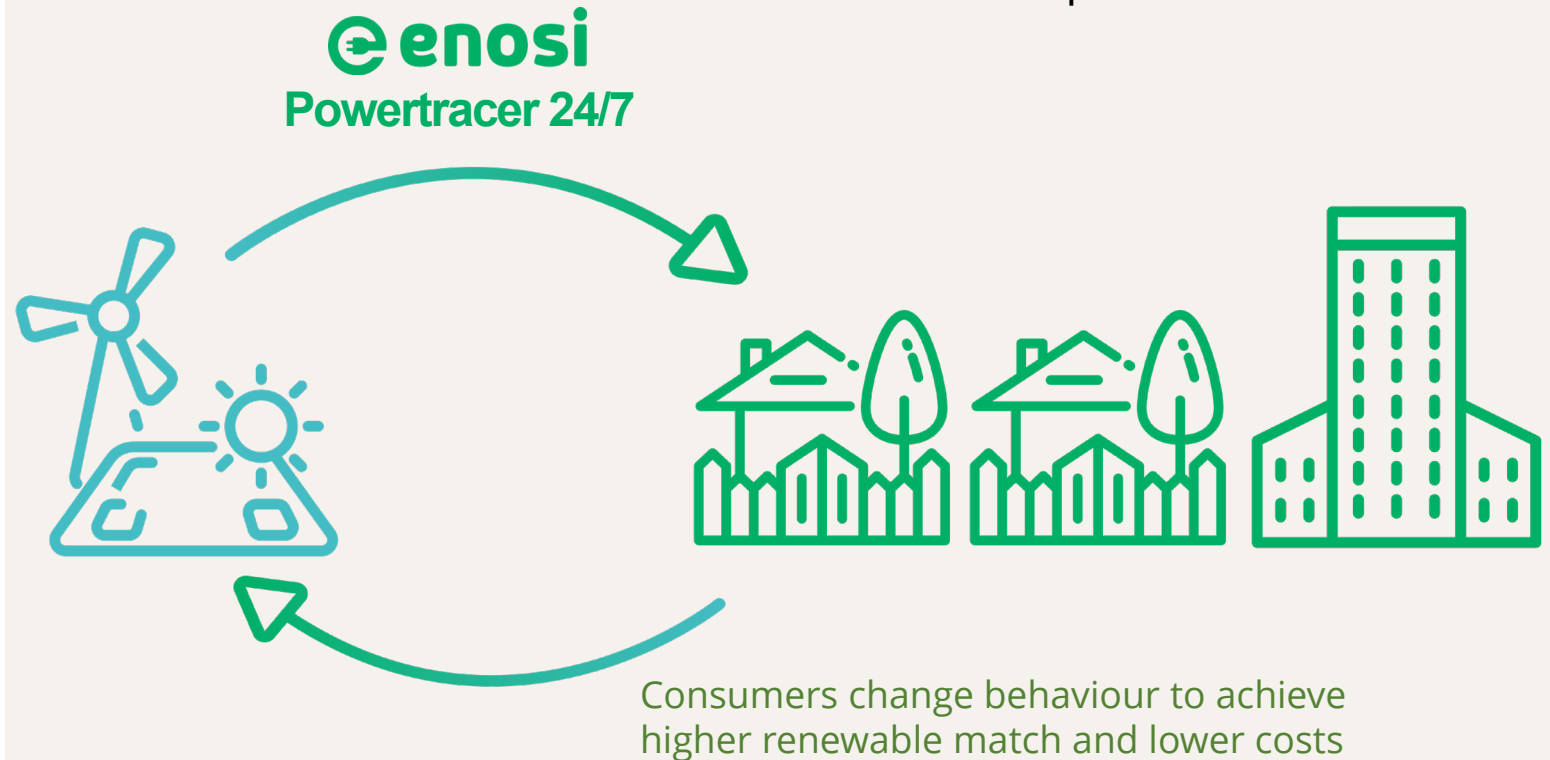 enosi
Powertracer 24/7
Consumers change behaviour to achieve
higher renewable match and lower costs